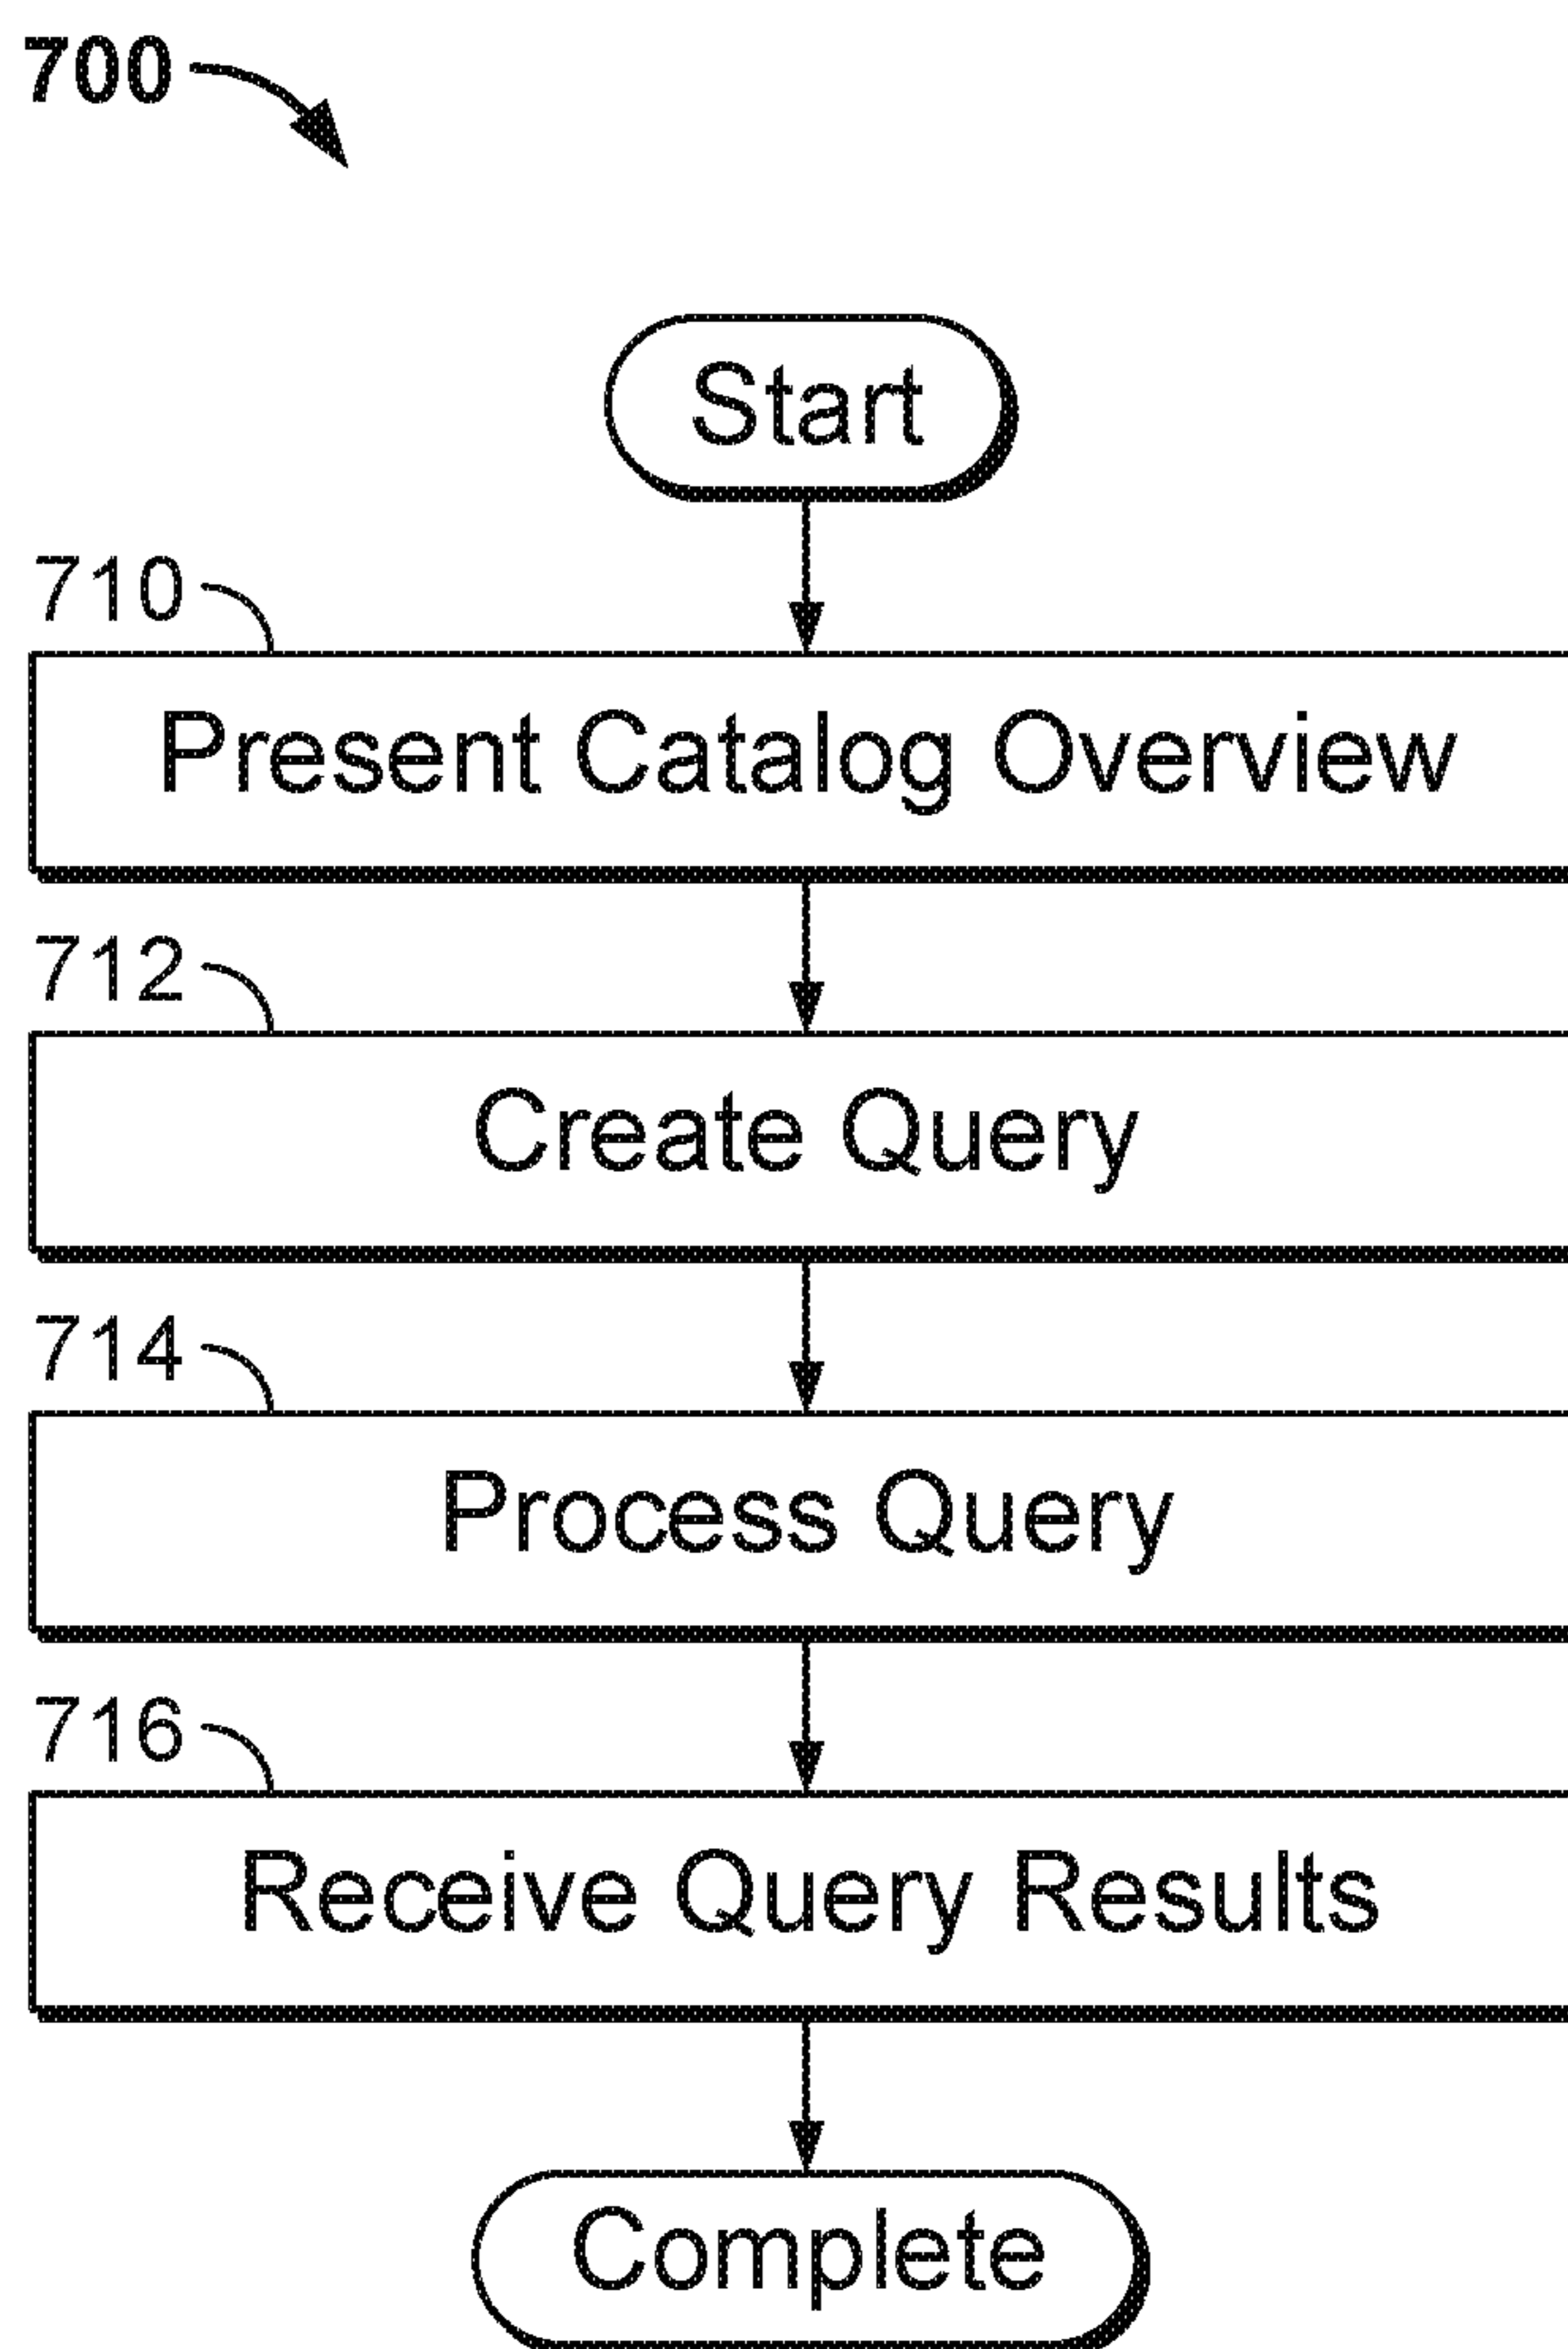 700
Start
710
Present Catalog Overview
712
Create Query
714
Process Query
716
Receive Query Results
Complete